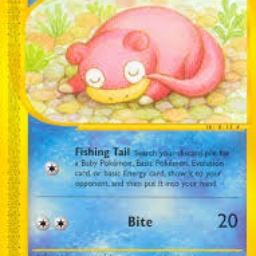 Fishing Tail Search your discard pile for
a Baby Pokémon, Basic Pokémon, Evolution
card, or basic Energy card, show it to your
opponent, and then put it into your hand.
Bite 20